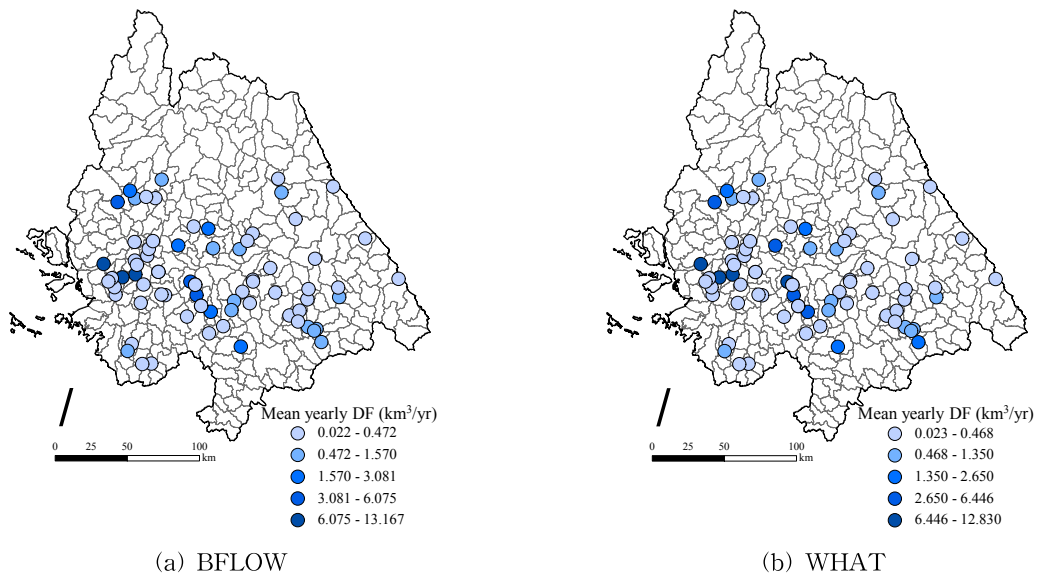 Mean yearly DF (km³/yr)
0.022 - 0.472
0.472 - 1.570
1.570 - 3.081
3.081 - 6.075
6.075 - 13.167
0 25 50 100
km
(a) BFLOW
Mean yearly DF (km³/yr)
0.023 - 0.468
0.468 - 1.350
1.350 - 2.650
2.650 - 6.446
6.446 - 12.830
0 25 50 100
km
(b) WHAT